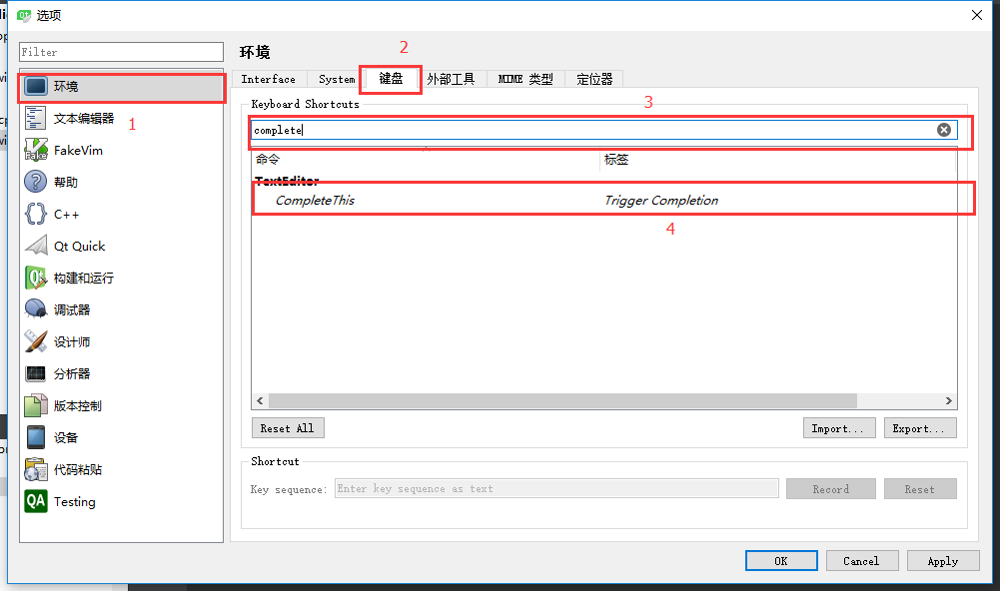 选项
Filter
环境
文本编辑器
1
FakeVim
帮助
C++
Qt Quick
构建和运行
调试器
设计师
分析器
版本控制
设备
代码粘贴
QA Testing
环境
2
Interface System 键盘 外部工具 MIME 类型 定位器
Keyboard Shortcuts
3
complete
命令 标签
TextEditor
CompleteThis Trigger Completion
4
Reset All Import... Export...
Shortcut
Key sequence: Enter key sequence as text Record Reset
OK Cancel Apply